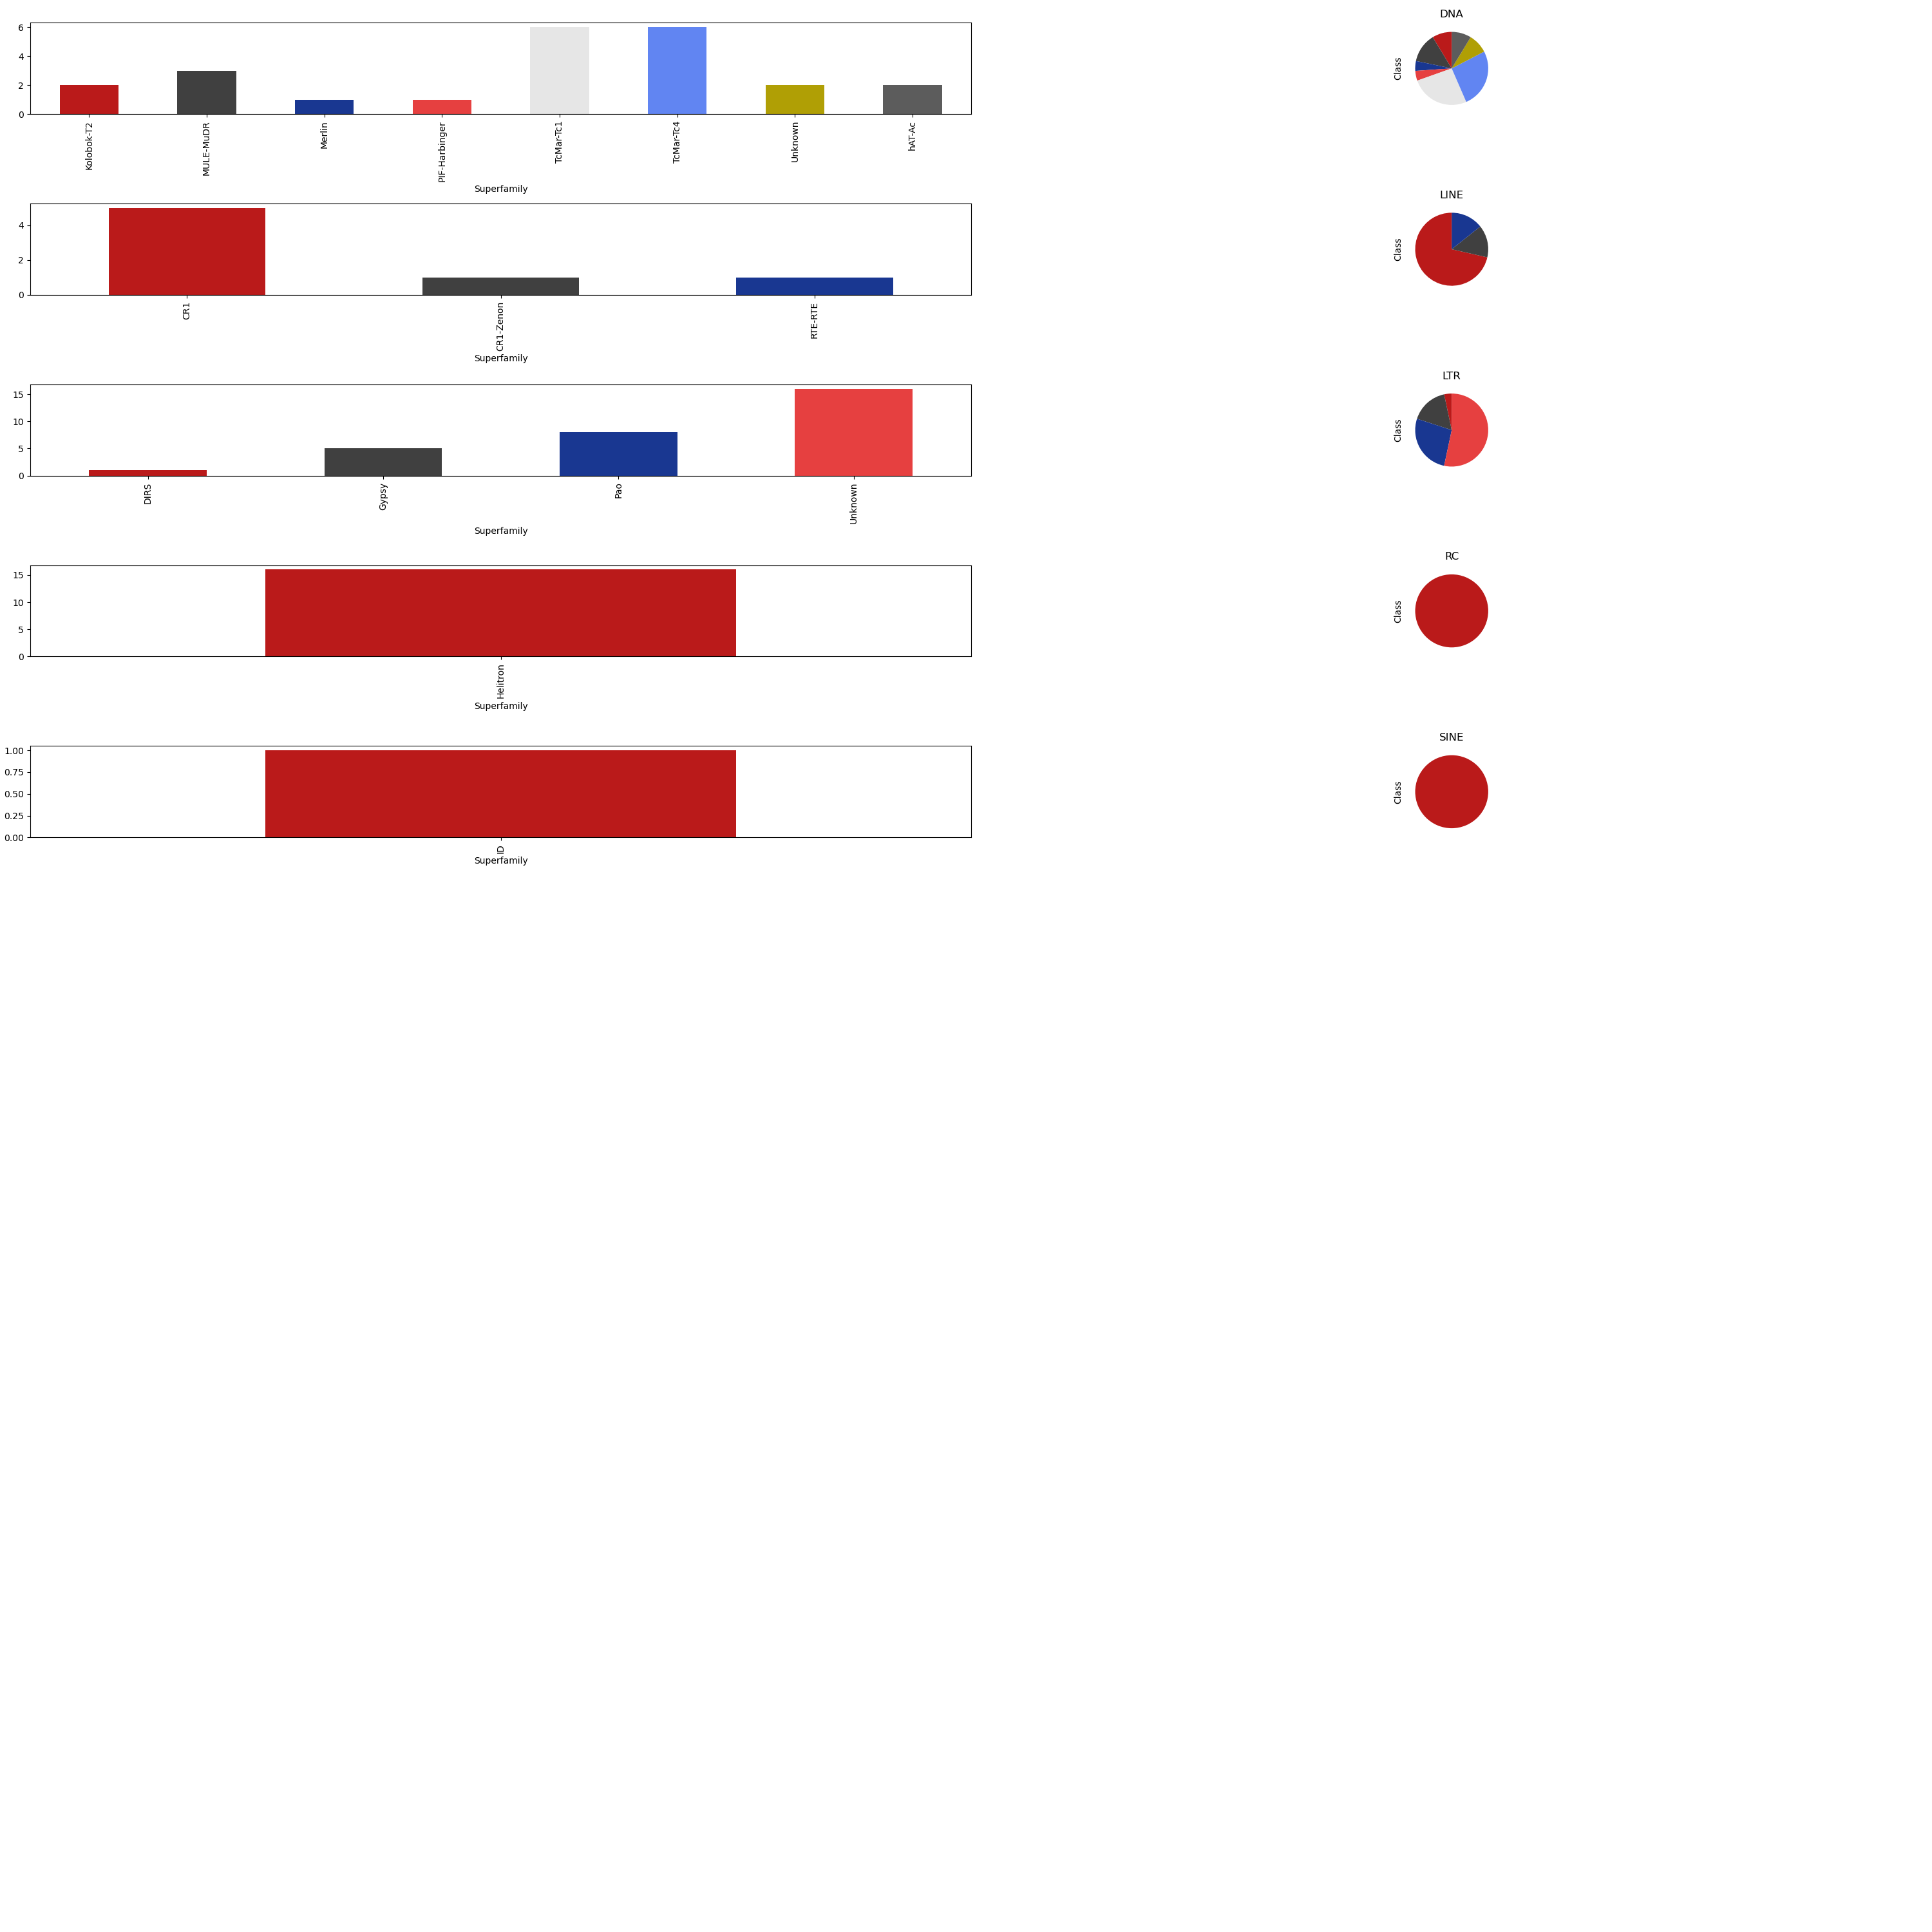 DNA
6
4
2
0
Class
Kolobok-T2
MULE-MuDR
Merlin
PIF-Harbinger
TcMar-Tc1
TcMar-Tc4
Unknown
hAT-Ac
Superfamily
LINE
4
2
0
Class
CR1
CR1-Zenon
RTE-RTE
Superfamily
LTR
15
10
5
0
Class
DIRS
Gypsy
Pao
Unknown
Superfamily
RC
15
10
5
0
Class
Helitron
Superfamily
SINE
1.00
0.75
0.50
0.25
0.00
Class
ID
Superfamily